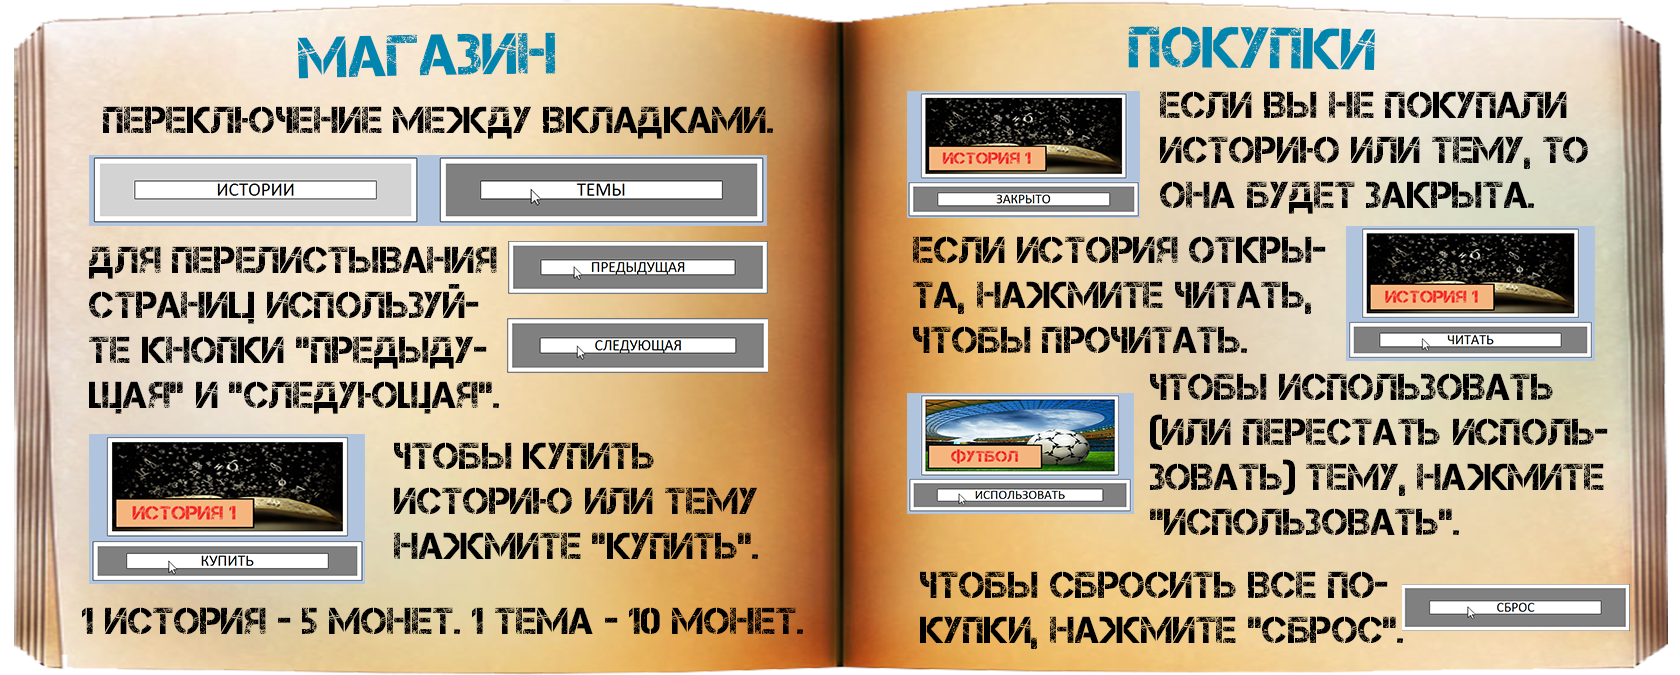 МАГАЗИН
ПЕРЕКЛЮЧЕНИЕ МЕЖДУ ВКЛАДКАМИ.
ИСТОРИИ
ТЕМЫ
ДЛЯ ПЕРЕЛИСТЫВАНИЯ
СТРАНИЦ ИСПОЛЬЗУЙ-
ТЕ КНОПКИ "ПРЕДЫДУ-
ЩАЯ" И "СЛЕДУЮЩАЯ".
ПРЕДЫДУЩАЯ
СЛЕДУЮЩАЯ
ИСТОРИЯ 1
КУПИТЬ
ЧТОБЫ КУПИТЬ
ИСТОРИЮ ИЛИ ТЕМУ
НАЖМИТЕ "КУПИТЬ".
1 ИСТОРИЯ - 5 МОНЕТ. 1 ТЕМА - 10 МОНЕТ.
ПОКУПКИ
ИСТОРИЯ 1
ЗАКРЫТО
ЕСЛИ ВЫ НЕ ПОКУПАЛИ
ИСТОРИЮ ИЛИ ТЕМУ, ТО
ОНА БУДЕТ ЗАКРЫТА.
ЕСЛИ ИСТОРИЯ ОТКРЫ-
ТА, НАЖМИТЕ ЧИТАТЬ,
ЧТОБЫ ПРОЧИТАТЬ.
ИСТОРИЯ 1
ЧИТАТЬ
ФУТБОЛ
ИСПОЛЬЗОВАТЬ
ЧТОБЫ ИСПОЛЬЗОВАТЬ
(ИЛИ ПЕРЕСТАТЬ ИСПОЛЬ-
ЗОВАТЬ) ТЕМУ, НАЖМИТЕ
"ИСПОЛЬЗОВАТЬ".
ЧТОБЫ СБРОСИТЬ ВСЕ ПО-
КУПКИ, НАЖМИТЕ "СБРОС".
СБРОС